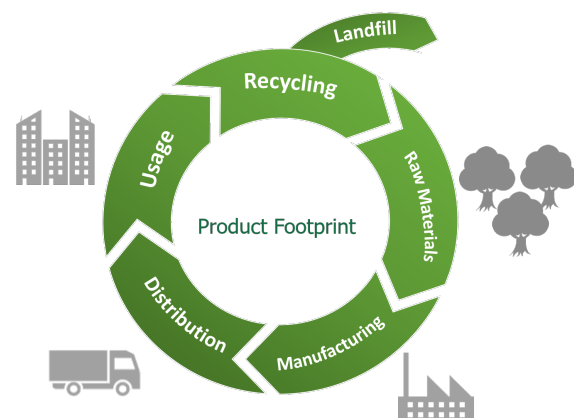 Landfill
Recycling
Raw Materials
Manufacturing
Distribution
Usage
Product Footprint